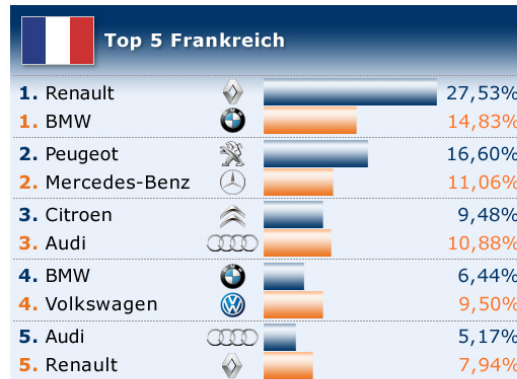 Top 5 Frankreich
1. Renault 27,53%
1. BMW 14,83%
2. Peugeot 16,60%
2. Mercedes-Benz 11,06%
3. Citroen 9,48%
3. Audi 10,88%
4. BMW 6,44%
4. Volkswagen 9,50%
5. Audi 5,17%
5. Renault 7,94%